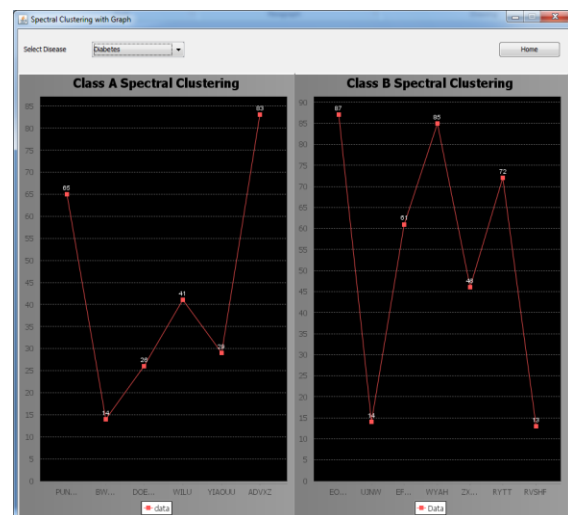 Spectral Clustering with Graph
Select Disease
Diabetes
Home
Class A Spectral Clustering
85
80
75
70
65
60
55
50
45
40
35
30
25
20
15
10
5
0
65
14
26
41
29
83
PUN...
BW...
DOE...
WILU
YIAOUU
ADVXZ
data
Class B Spectral Clustering
90
85
80
75
70
65
60
55
50
45
40
35
30
25
20
15
10
5
0
87
14
61
85
46
72
13
EO...
IJNW
EF...
WYAH
ZX...
RYTT
RVSHF
Data